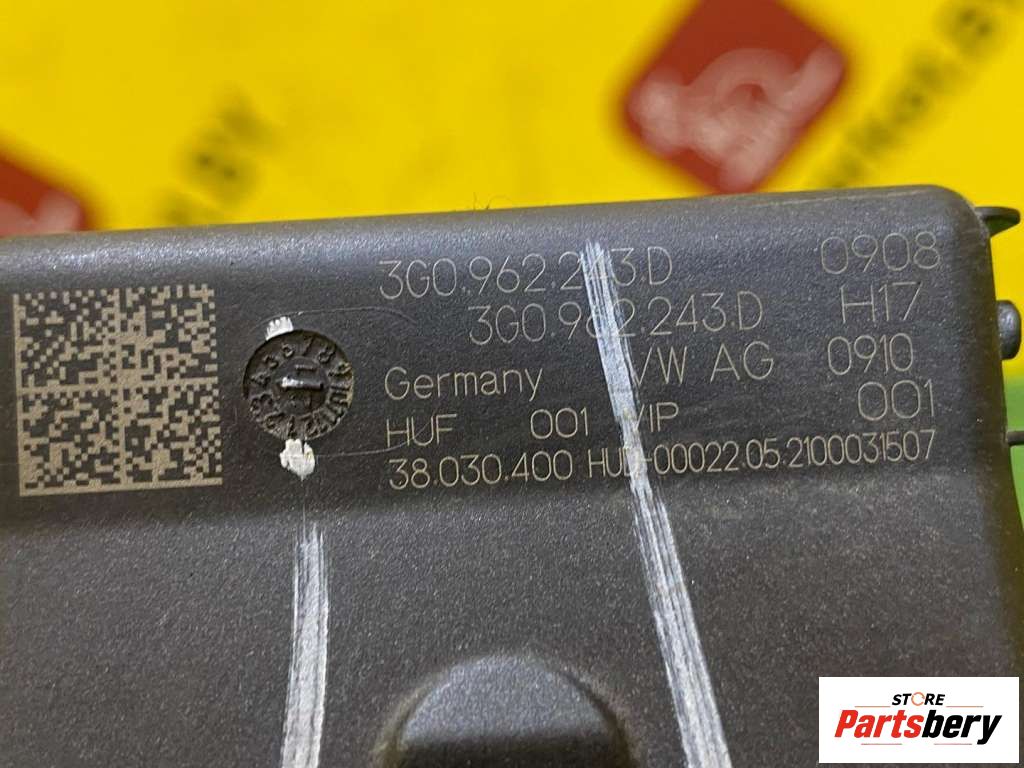 3G0.962.243.D 0908
3G0.962.243.D H17
Germany VW AG 0910
HUF 001 VIP 001
38.030.400 HUD-00022.05.2100031507
STORE
Partsbery